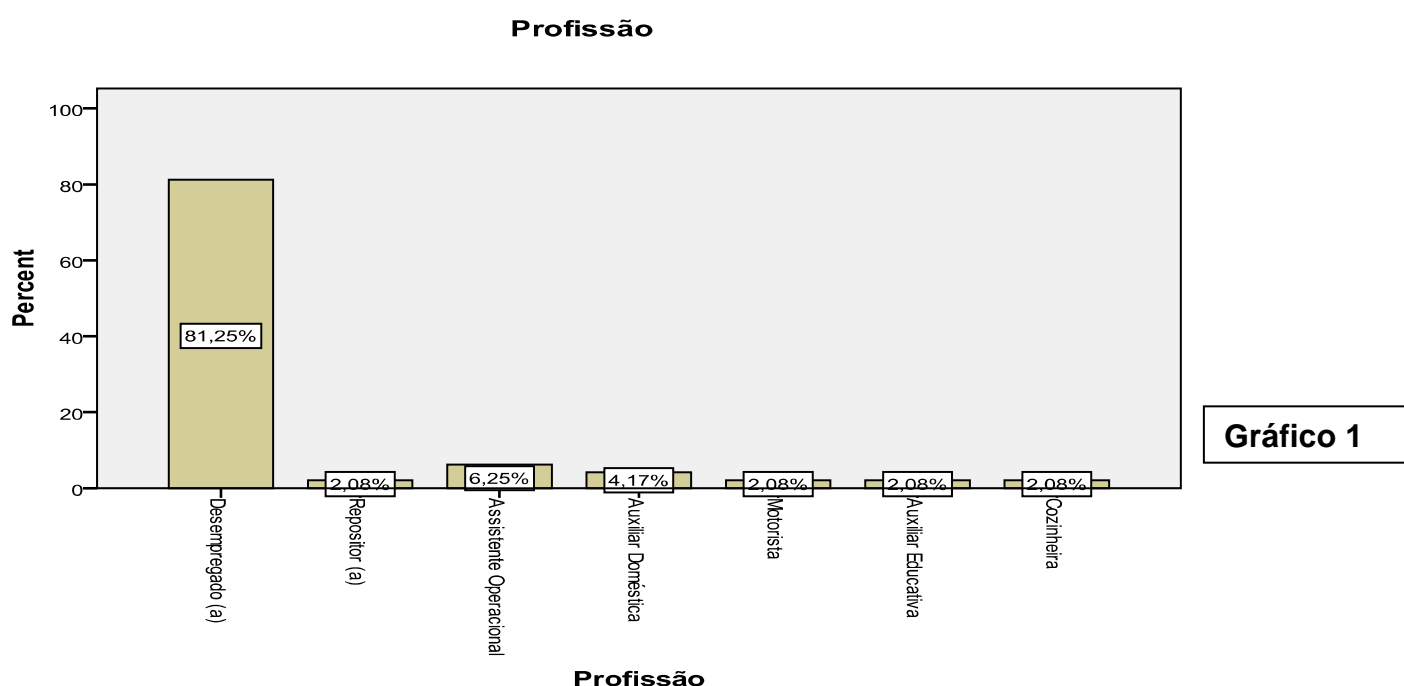 Profissão
100
80
60
40
20
0
Percent
81,25%
2,08%
6,25%
4,17%
2,08%
2,08%
2,08%
Desempregado (a)
Repositor (a)
Assistente Operacional
Auxiliar Doméstica
Motorista
Auxiliar Educativa
Cozinheira
Profissão
Gráfico 1